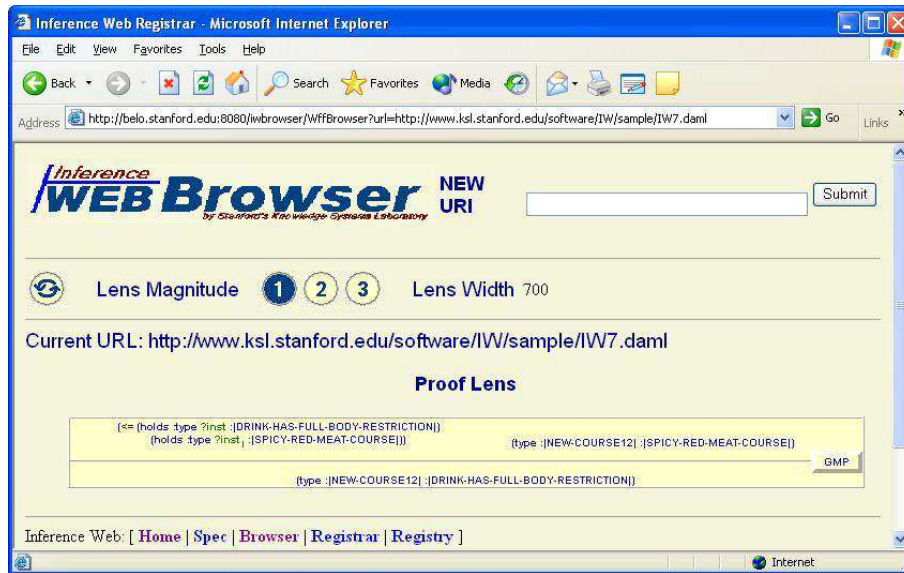 Inference Web Registrar - Microsoft Internet Explorer
File Edit View Favorites Tools Help
Back Search Favorites Media
Address http://belo.stanford.edu:8080/iwbrowser/WffBrowser?url=http://www.ksl.stanford.edu/software/IW/sample/IW7.daml Go Links »
Inference
WEB Browser
by Stanford's Knowledge Systems Laboratory
NEW
URI
Submit
Lens Magnitude 1 2 3 Lens Width 700
Current URL: http://www.ksl.stanford.edu/software/IW/sample/IW7.daml
Proof Lens
(<= (holds :type ?inst :|DRINK-HAS-FULL-BODY-RESTRICTION|)
(holds :type ?inst :|SPICY-RED-MEAT-COURSE|)) (type :|NEW-COURSE12| :|SPICY-RED-MEAT-COURSE|)
GMP
(type :|NEW-COURSE12| :|DRINK-HAS-FULL-BODY-RESTRICTION|)
Inference Web: [ Home | Spec | Browser | Registrar | Registry ]
Internet